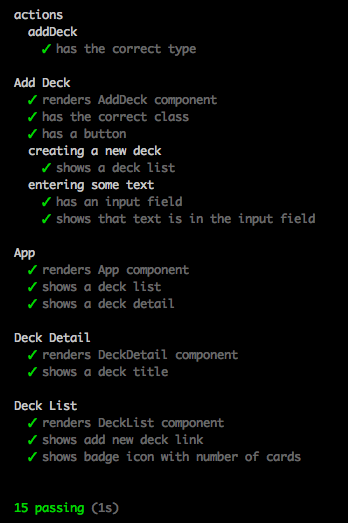 actions
addDeck
✓ has the correct type
Add Deck
✓ renders AddDeck component
✓ has the correct class
✓ has a button
creating a new deck
✓ shows a deck list
entering some text
✓ has an input field
✓ shows that text is in the input field
App
✓ renders App component
✓ shows a deck list
✓ shows a deck detail
Deck Detail
✓ renders DeckDetail component
✓ shows a deck title
Deck List
✓ renders DeckList component
✓ shows add new deck link
✓ shows badge icon with number of cards
15 passing (1s)